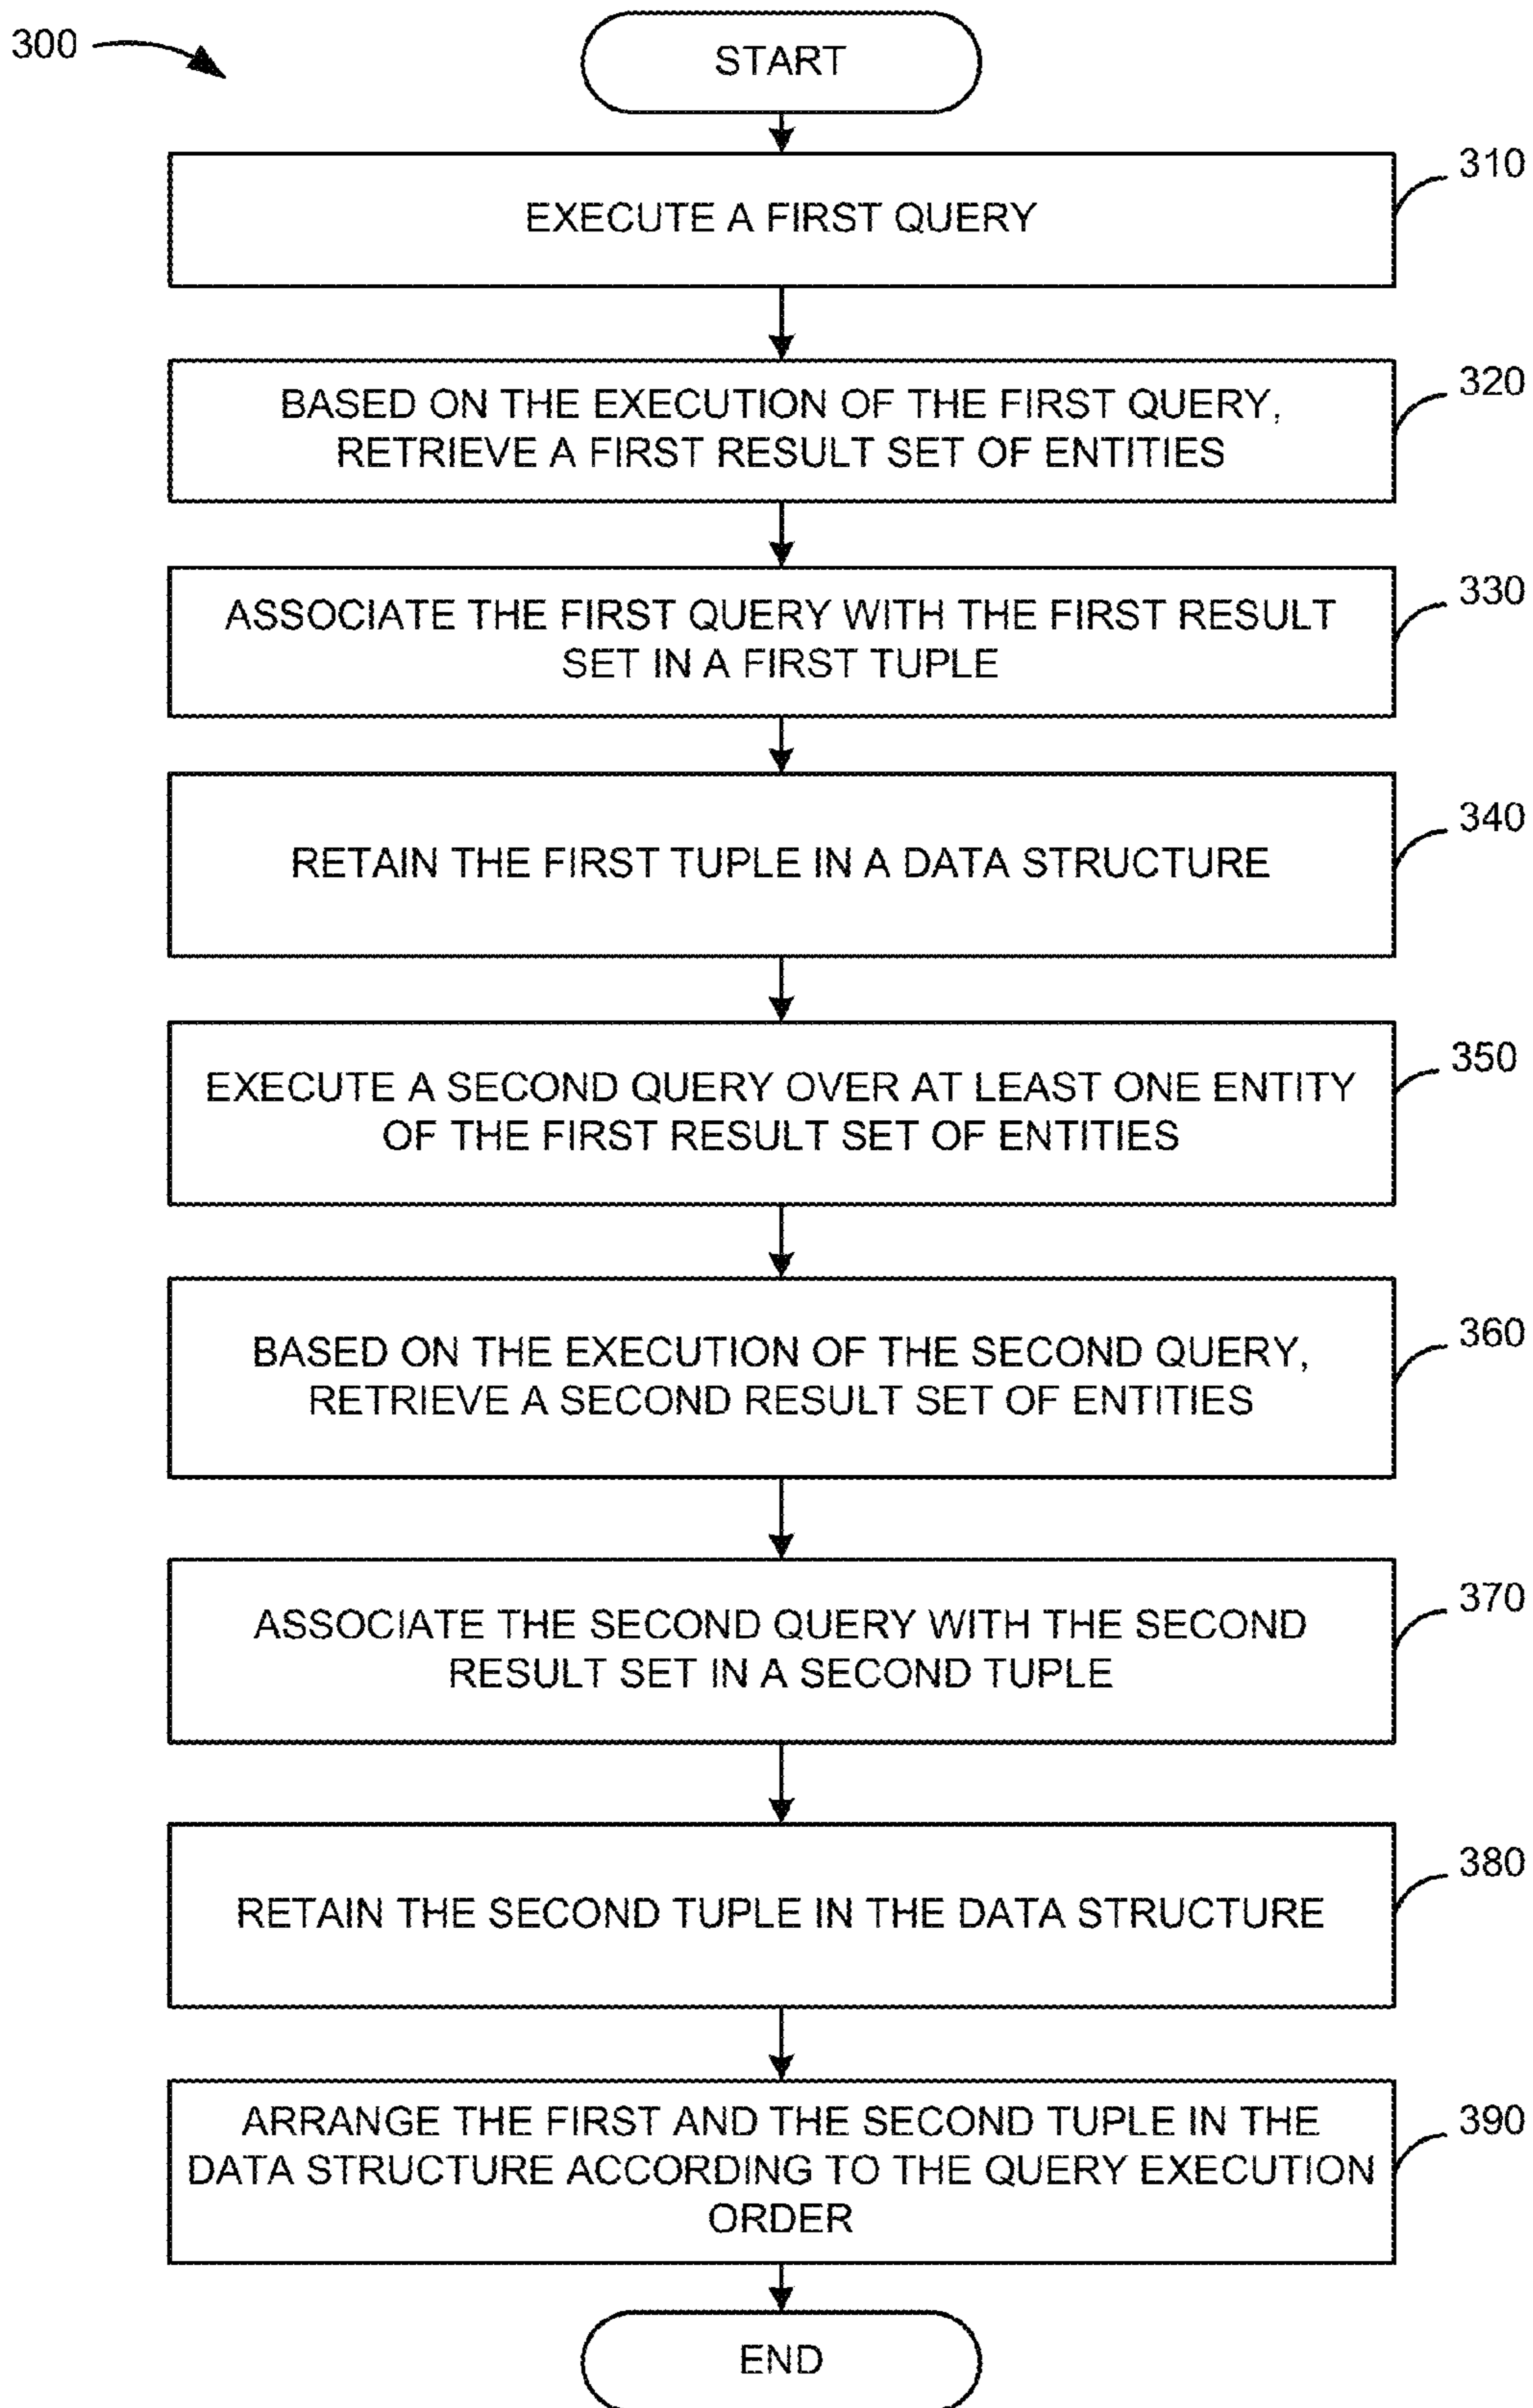 300
START
310
EXECUTE A FIRST QUERY
320
BASED ON THE EXECUTION OF THE FIRST QUERY,
RETRIEVE A FIRST RESULT SET OF ENTITIES
330
ASSOCIATE THE FIRST QUERY WITH THE FIRST RESULT
SET IN A FIRST TUPLE
340
RETAIN THE FIRST TUPLE IN A DATA STRUCTURE
350
EXECUTE A SECOND QUERY OVER AT LEAST ONE ENTITY
OF THE FIRST RESULT SET OF ENTITIES
360
BASED ON THE EXECUTION OF THE SECOND QUERY,
RETRIEVE A SECOND RESULT SET OF ENTITIES
370
ASSOCIATE THE SECOND QUERY WITH THE SECOND
RESULT SET IN A SECOND TUPLE
380
RETAIN THE SECOND TUPLE IN THE DATA STRUCTURE
390
ARRANGE THE FIRST AND THE SECOND TUPLE IN THE
DATA STRUCTURE ACCORDING TO THE QUERY EXECUTION
ORDER
END